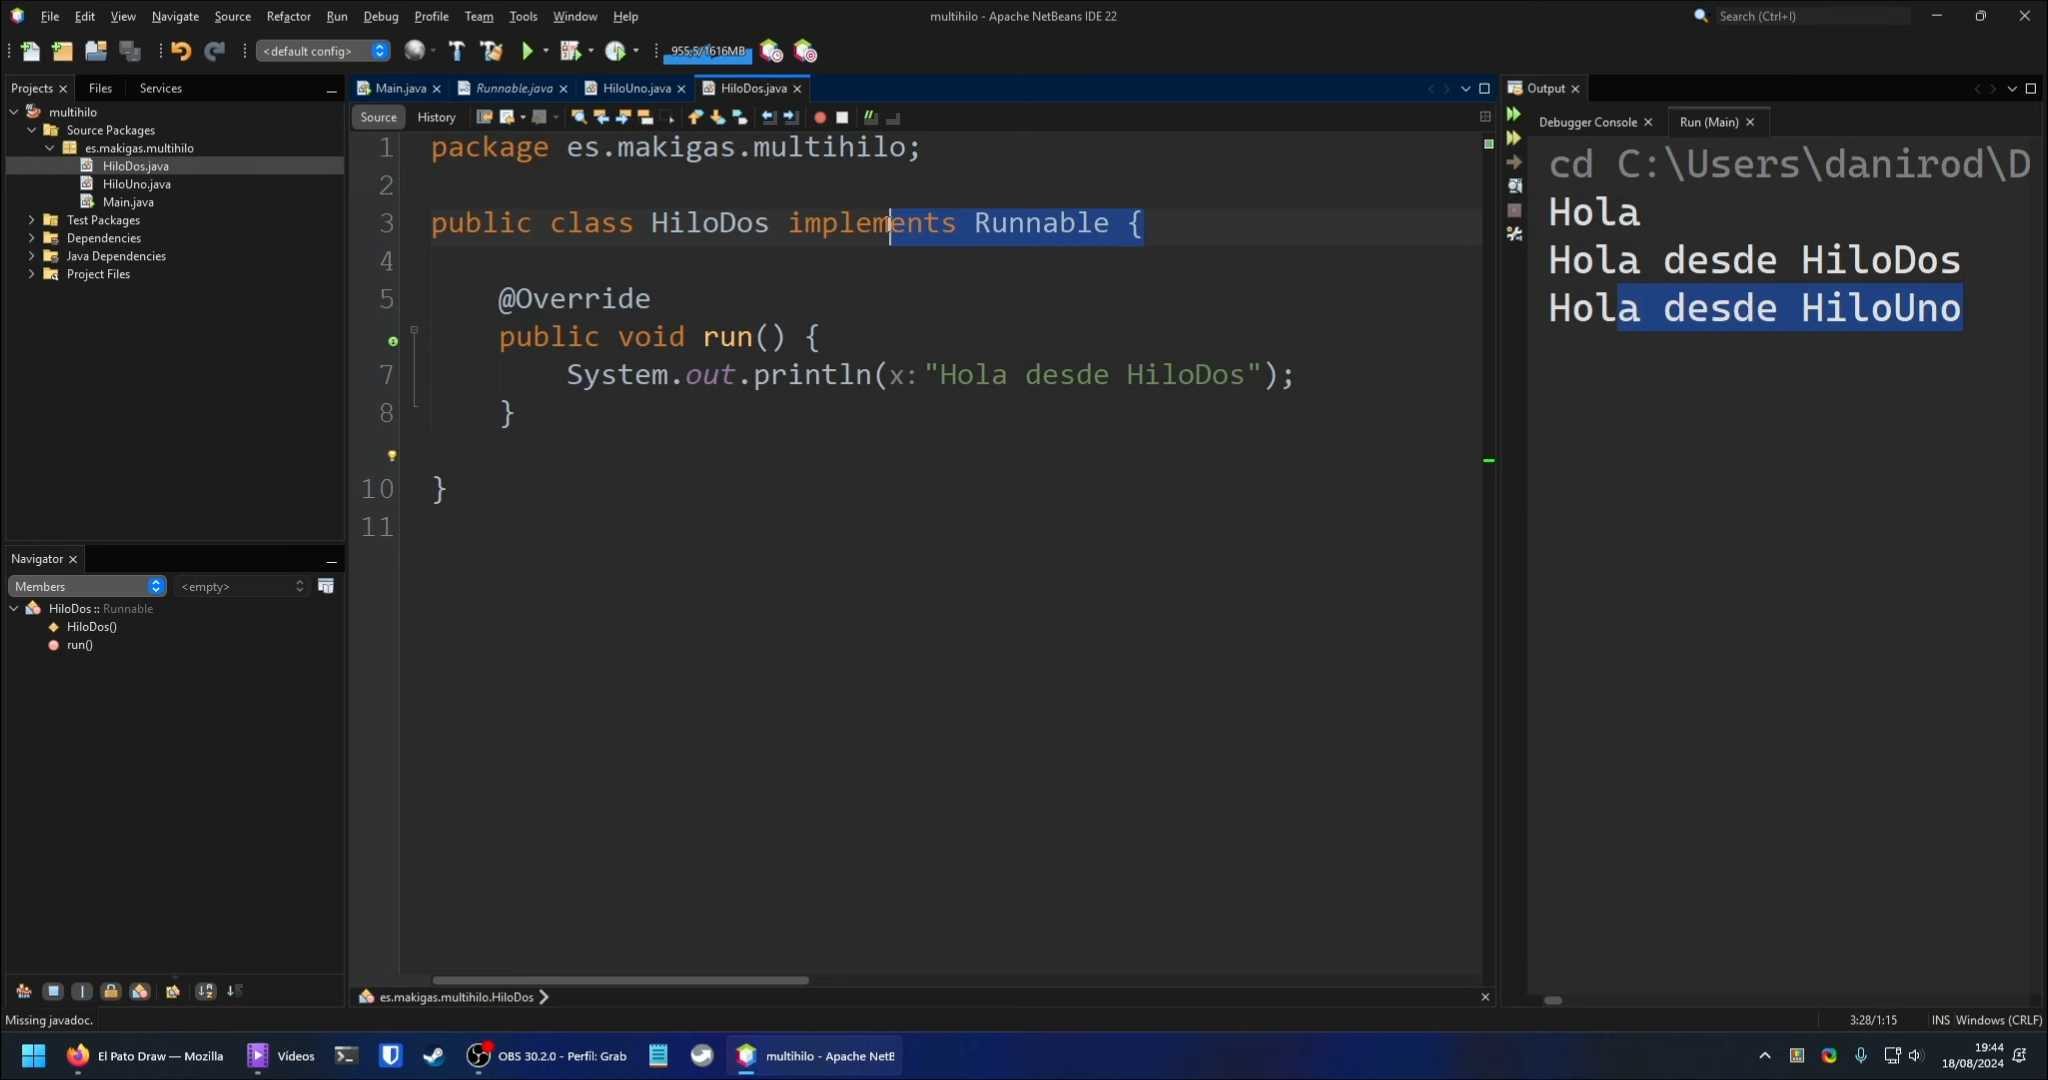 File Edit View Navigate Source Refactor Run Debug Profile Team Tools Window Help
multihilo - Apache NetBeans IDE 22
Search (Ctrl+I)
<default config>
955,5/1616MB
Projects
Files
Services
multihilo
Source Packages
es.makigas.multihilo
HiloDos.java
HiloUno.java
Main.java
Test Packages
Dependencies
Java Dependencies
Project Files
Navigator
Members
<empty>
HiloDos :: Runnable
HiloDos()
run()
Main.java
Runnable.java
HiloUno.java
HiloDos.java
Source
History
1 package es.makigas.multihilo;
2
3 public class HiloDos implements Runnable {
4
5 @Override
public void run() {
7 System.out.println(x: "Hola desde HiloDos");
8 }
10 }
11
es.makigas.multihilo.HiloDos
Output
Debugger Console
Run (Main)
cd C:\Users\danirod\D
Hola
Hola desde HiloDos
Hola desde HiloUno
Missing javadoc.
3:28/1:15
INS
Windows (CRLF)
El Pato Draw — Mozilla
Vídeos
OBS 30.2.0 - Perfil: Grab
multihilo - Apache NetB
19:44
18/08/2024